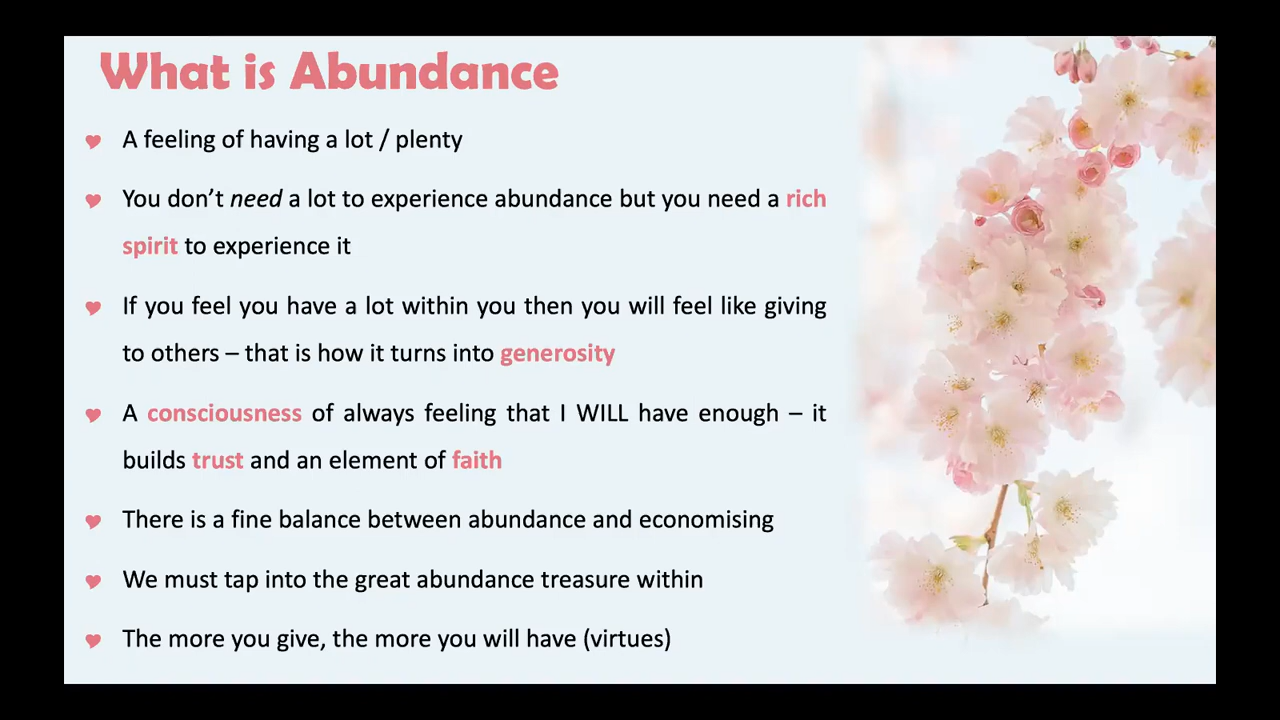 What is Abundance
A feeling of having a lot / plenty
You don’t need a lot to experience abundance but you need a rich
spirit to experience it
If you feel you have a lot within you then you will feel like giving
to others – that is how it turns into generosity
A consciousness of always feeling that I WILL have enough – it
builds trust and an element of faith
There is a fine balance between abundance and economising
We must tap into the great abundance treasure within
The more you give, the more you will have (virtues)